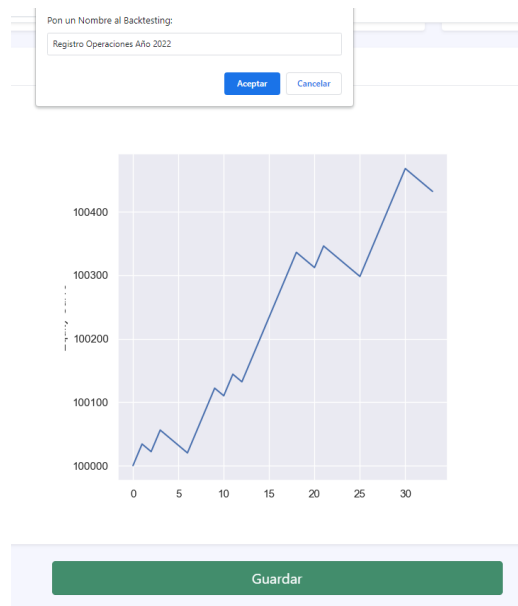 Pon un Nombre al Backtesting:
Registro Operaciones Año 2022
Aceptar
Cancelar
100400
100300
100200
100100
100000
0 5 10 15 20 25 30
Guardar